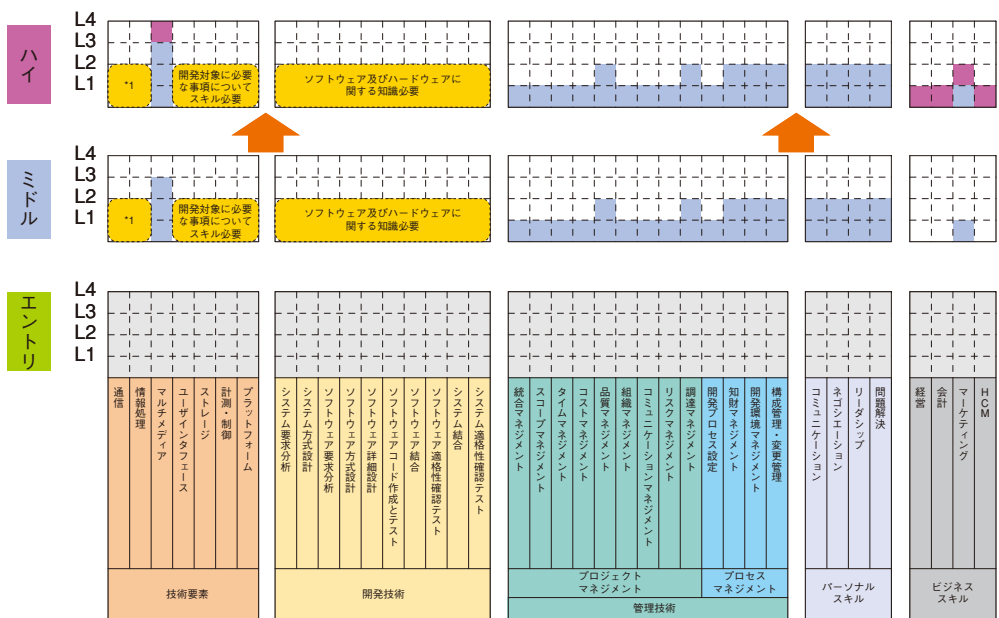 ハイ
L4
L3
L2
L1
*1
開発対象に必要
な事項について
スキル必要
ソフトウェア及びハードウェアに
関する知識必要
ミドル
L4
L3
L2
L1
*1
開発対象に必要
な事項について
スキル必要
ソフトウェア及びハードウェアに
関する知識必要
エントリ
L4
L3
L2
L1
通信
情報処理
マルチメディア
ユーザインタフェース
ストレージ
計測・制御
プラットフォーム
システム要求分析
システム方式設計
ソフトウェア要求分析
ソフトウェア方式設計
ソフトウェア詳細設計
ソフトウェアコード作成とテスト
ソフトウェア結合
ソフトウェア適格性確認テスト
システム結合
システム適格性確認テスト
統合マネジメント
スコープマネジメント
タイムマネジメント
コストマネジメント
品質マネジメント
組織マネジメント
コミュニケーションマネジメント
リスクマネジメント
調達マネジメント
開発プロセス設定
知財マネジメント
開発環境マネジメント
構成管理・変更管理
コミュニケーション
ネゴシエーション
リーダシップ
問題解決
経営
会計
マーケティング
HCM
技術要素
開発技術
プロジェクト
マネジメント
プロセス
マネジメント
管理技術
パーソナル
スキル
ビジネス
スキル